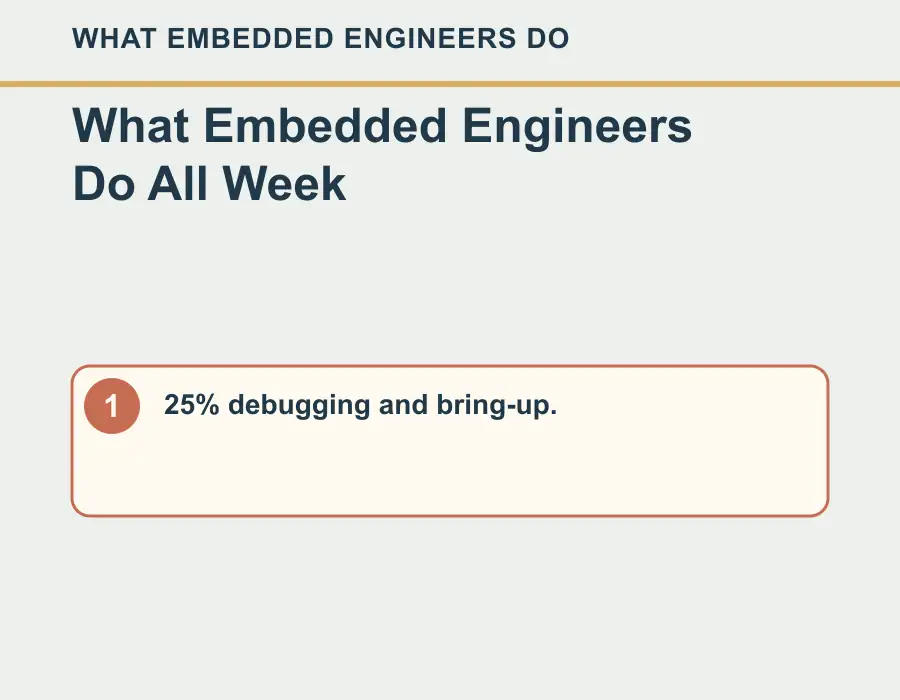 WHAT EMBEDDED ENGINEERS DO
What Embedded Engineers
Do All Week
1 25% debugging and bring-up.